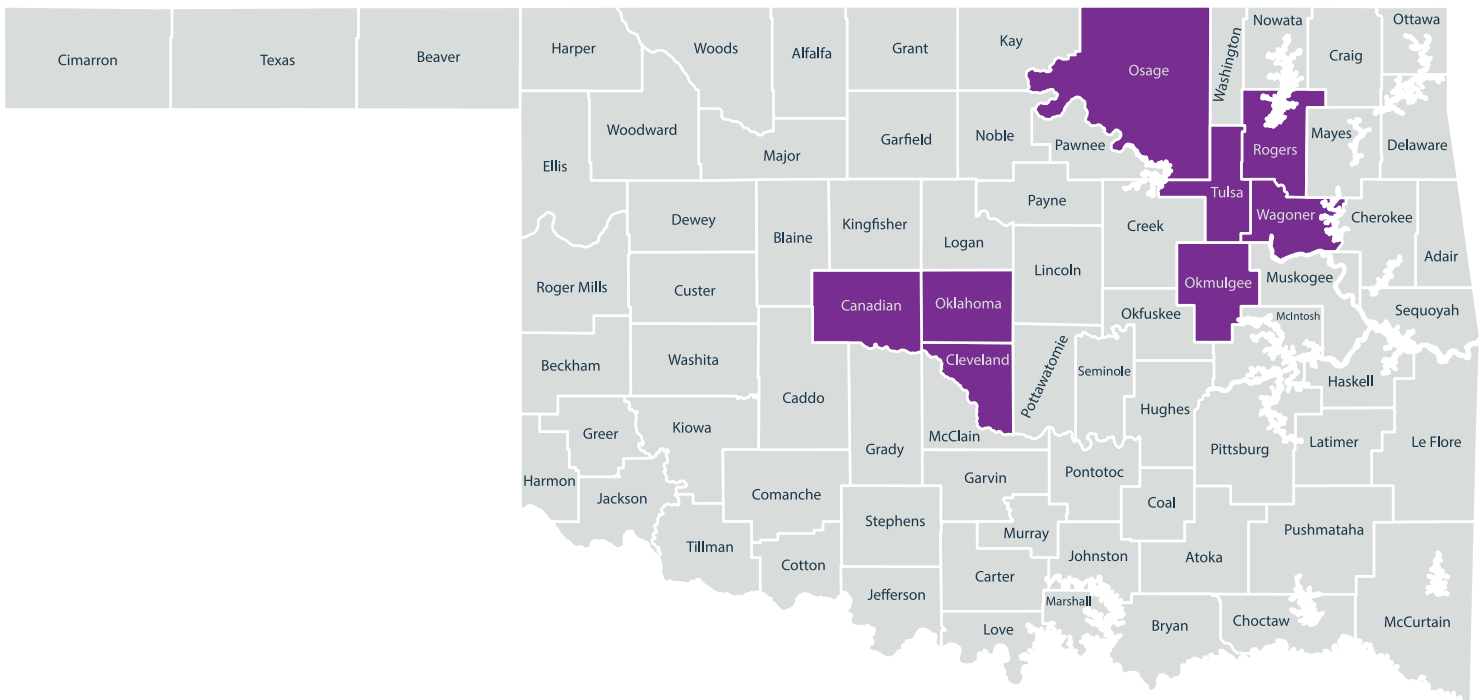 Cimarron
Texas
Beaver
Harper
Woods
Alfalfa
Grant
Kay
Osage
Washington
Nowata
Craig
Ottawa
Woodward
Ellis
Major
Garfield
Noble
Pawnee
Rogers
Mayes
Delaware
Tulsa
Payne
Dewey
Blaine
Kingfisher
Logan
Creek
Wagoner
Cherokee
Adair
Lincoln
Roger Mills
Custer
Canadian
Oklahoma
Okmulgee
Muskogee
Okfuskee
McIntosh
Sequoyah
Beckham
Washita
Cleveland
Pottawatomie
Seminole
Haskell
Caddo
Hughes
Greer
Kiowa
McClain
Grady
Pittsburg
Latimer
Le Flore
Harmon
Jackson
Comanche
Garvin
Pontotoc
Coal
Stephens
Murray
Pushmataha
Tillman
Cotton
Johnston
Atoka
Carter
Jefferson
Marshall
Love
Bryan
Choctaw
McCurtain